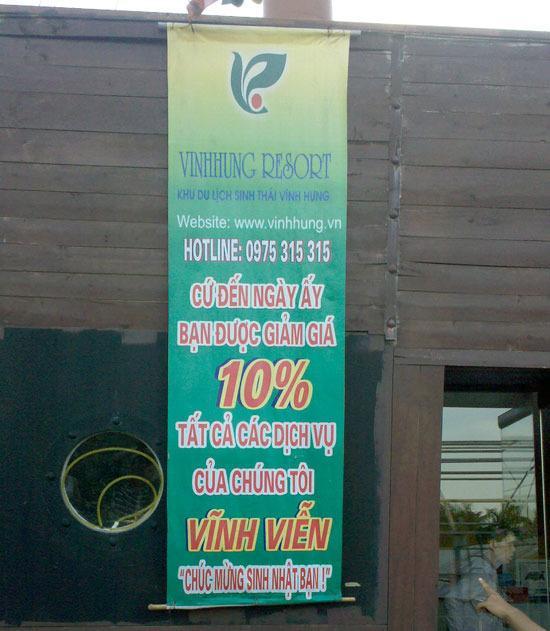 VINHHUNG RESORT
KHU DU LỊCH SINH THÁI VĨNH HƯNG
Website: www.vinhhung.vn
HOTLINE: 0975 315 315
CỨ ĐẾN NGÀY ẤY
BẠN ĐƯỢC GIẢM GIÁ
10%
TẤT CẢ CÁC DỊCH VỤ
CỦA CHÚNG TÔI
VĨNH VIỄN
"CHÚC MỪNG SINH NHẬT BẠN !"